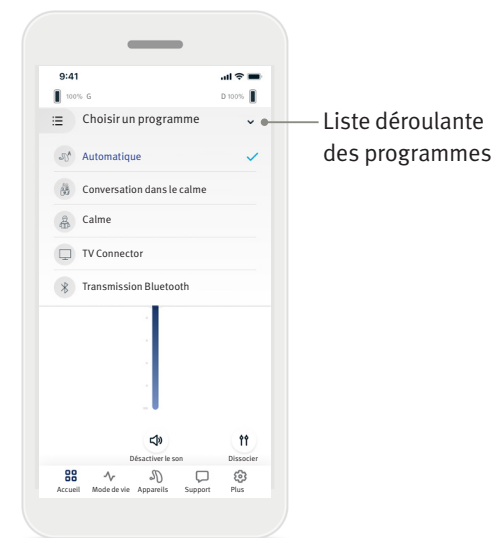 9:41
100% G
D 100%
Choisir un programme
Automatique
Conversation dans le calme
Calme
TV Connector
Transmission Bluetooth
Désactiver le son
Dissocier
Accueil
Mode de vie
Appareils
Support
Plus
Liste déroulante
des programmes